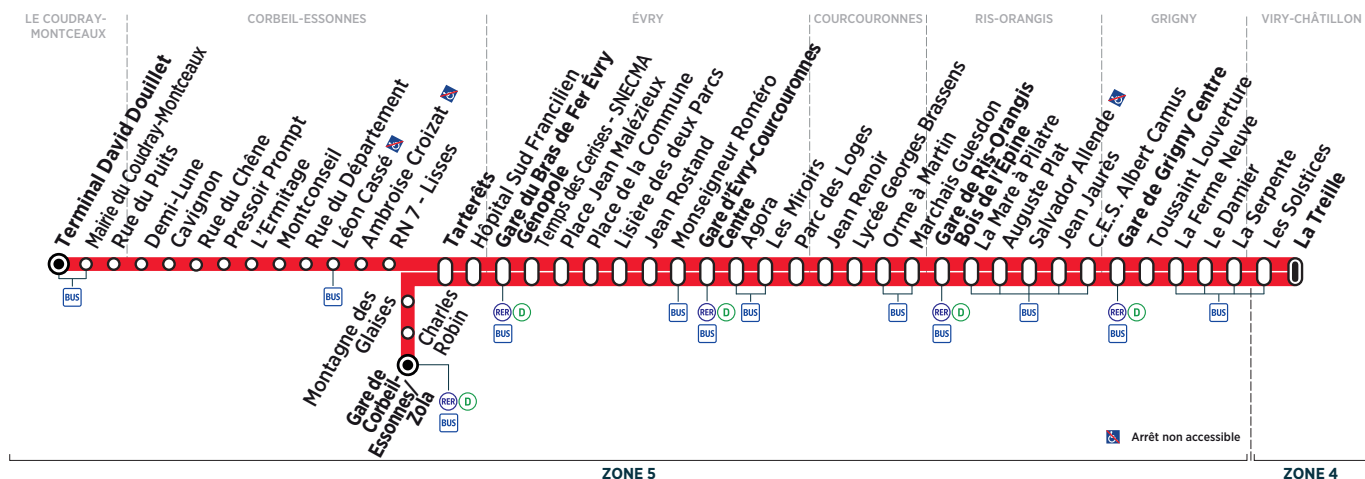 LE COUDRAY-
MONTCEAUX
CORBEIL-ESSONNES
ÉVRY
COURCOURONNES
RIS-ORANGIS
GRIGNY
VIRY-CHÂTILLON
Terminal David Douillet
Mairie du Coudray-Montceaux
Rue du Puits
Demi-Lune
Cavignon
Rue du Chêne
Pressoir Prompt
L'Ermitage
Montconseil
Rue du Département
Léon Cassé
Ambroise Croizat
RN 7 - Lisses
Tarterêts
Hôpital Sud Francilien
Gare du Bras de Fer Évry
Génopole
Temps des Cerises - SNECMA
Place Jean Malézieux
Place de la Commune
Lisière des deux Parcs
Jean Rostand
Monseigneur Roméro
Gare d'Évry-Courcouronnes
Centre
Agora
Les Miroirs
Parc des Loges
Jean Renoir
Lycée Georges Brassens
Orme à Martin
Marchais Guesdon
Gare de Ris-Orangis
Bois de l'Épine
La Mare à Pilatre
Auguste Plat
Salvador Allende
Jean Jaures
C.E.S. Albert Camus
Gare de Grigny Centre
Toussaint Louverture
La Ferme Neuve
Le Damier
La Serpente
Les Solstices
La Treille
BUS
BUS
RER D
BUS
BUS
RER D
BUS
BUS
BUS
RER D
BUS
BUS
RER D
BUS
BUS
Montagne des
Glaises
Charles
Robin
Gare de
Corbeil-
Essonnes/
Zola
RER D
BUS
Arrêt non accessible
ZONE 5
ZONE 4